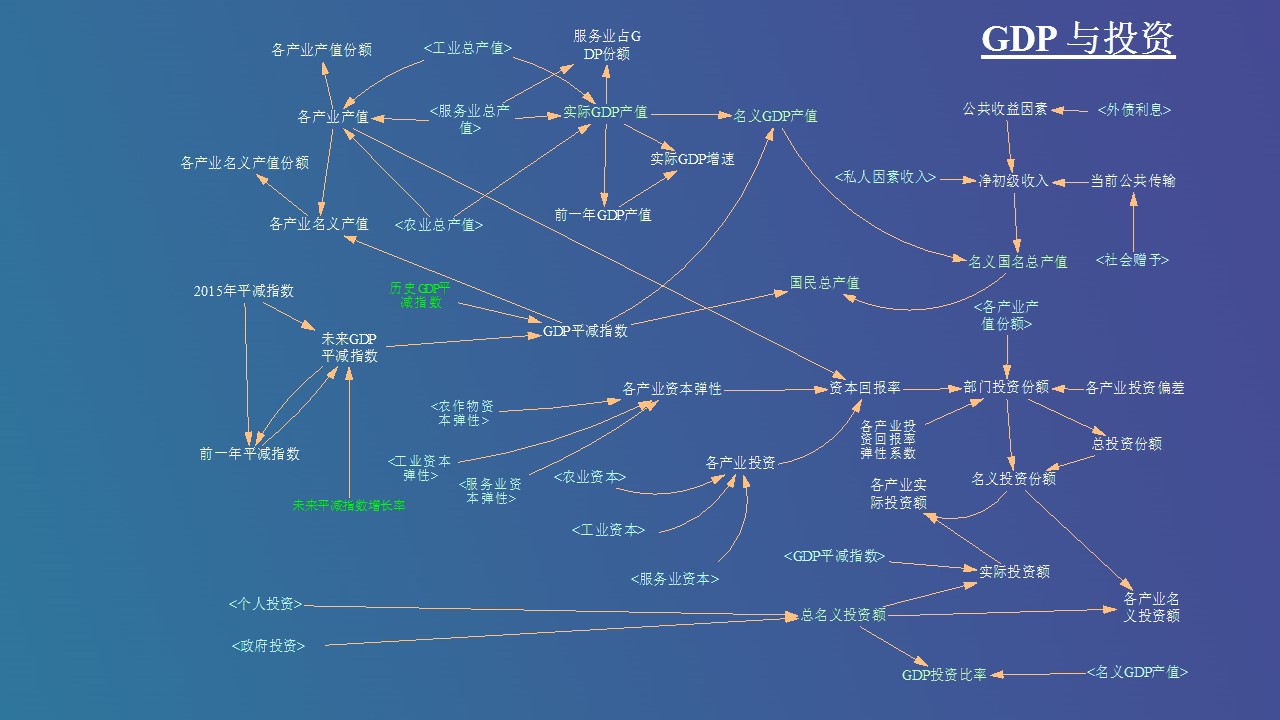 GDP 与投资
各产业产值份额
<工业总产值>
服务业占G
DP份额
各产业产值
<服务业总产
值>
实际GDP产值
名义GDP产值
公共收益因素
<外债利息>
各产业名义产值份额
实际GDP增速
<私人因素收入>
净初级收入
当前公共传输
各产业名义产值
<农业总产值>
前一年GDP产值
名义国名总产值
<社会赠予>
2015年平减指数
历史GDP平
减指数
国民总产值
<各产业产
值份额>
未来GDP
平减指数
GDP平减指数
<农作物资
本弹性>
各产业资本弹性
资本回报率
部门投资份额
各产业投资偏差
前一年平减指数
<工业资本
弹性>
<服务业资
本弹性>
各产业投资
各产业投
资回报率
弹性系数
总投资份额
<农业资本>
各产业实
际投资额
名义投资份额
未来平减指数增长率
<工业资本>
<服务业资本>
<GDP平减指数>
实际投资额
<个人投资>
总名义投资额
各产业名
义投资额
<政府投资>
GDP投资比率
<名义GDP产值>